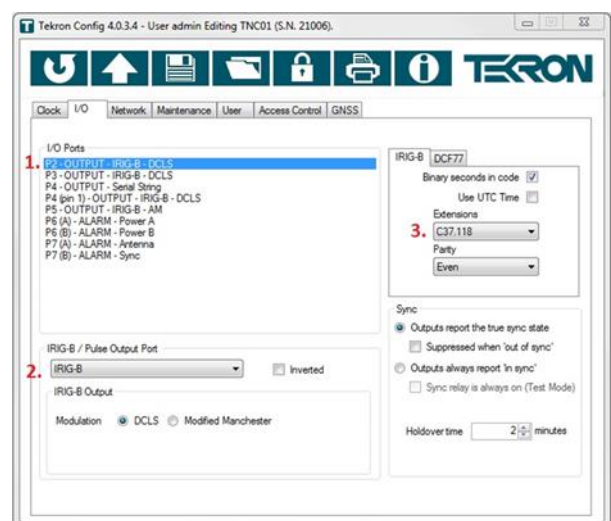 Tekron Config 4.0.3.4 - User admin Editing TNC01 (S.N. 21006).
TEKRON
Clock I/O Network Maintenance User Access Control GNSS
I/O Ports
1.
P2 - OUTPUT - IRIG-B - DCLS
P3 - OUTPUT - IRIG-B - DCLS
P4 - OUTPUT - Serial String
P4 (pin 1) - OUTPUT - IRIG-B - DCLS
P5 - OUTPUT - IRIG-B - AM
P6 (A) - ALARM - Power A
P6 (B) - ALARM - Power B
P7 (A) - ALARM - Antenna
P7 (B) - ALARM - Sync
IRIG-B / Pulse Output Port
2. IRIG-B
Inverted
IRIG-B Output
Modulation DCLS Modified Manchester
IRIG-B DCF77
Binary seconds in code
Use UTC Time
Extensions
3. C37.118
Parity
Even
Sync
Outputs report the true sync state
Suppressed when 'out of sync'
Outputs always report 'in sync'
Sync relay is always on (Test Mode)
Holdover time 2 minutes